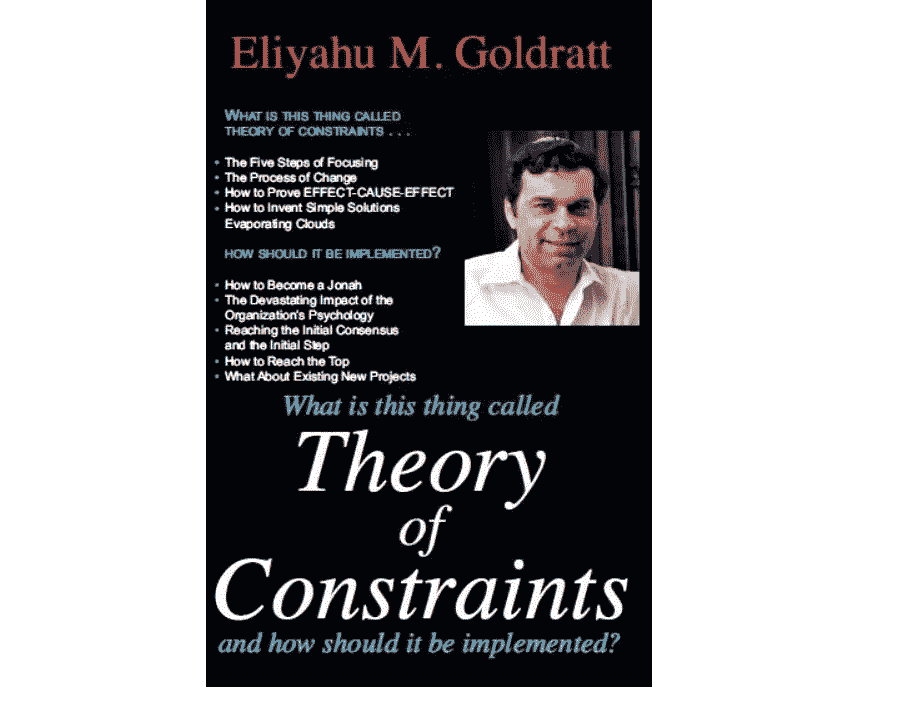 Eliyahu M. Goldratt
WHAT IS THIS THING CALLED
THEORY OF CONSTRAINTS . . .
• The Five Steps of Focusing
• The Process of Change
• How to Prove EFFECT-CAUSE-EFFECT
• How to Invent Simple Solutions
Evaporating Clouds
HOW SHOULD IT BE IMPLEMENTED?
• How to Become a Jonah
• The Devastating Impact of the
Organization's Psychology
• Reaching the Initial Consensus
and the Initial Step
• How to Reach the Top
• What About Existing New Projects
What is this thing called
Theory
of
Constraints
and how should it be implemented?